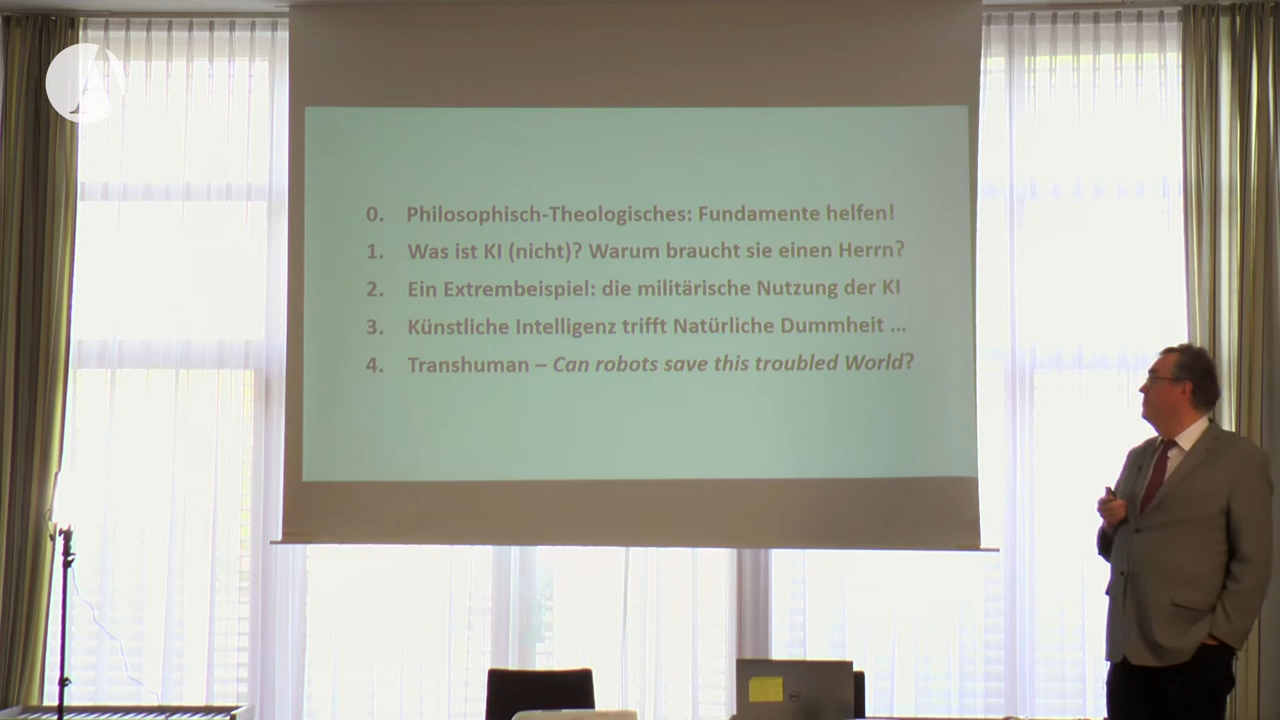 0. Philosophisch-Theologisches: Fundamente helfen!
1. Was ist KI (nicht)? Warum braucht sie einen Herrn?
2. Ein Extrembeispiel: die militärische Nutzung der KI
3. Künstliche Intelligenz trifft Natürliche Dummheit ...
4. Transhuman – Can robots save this troubled World?